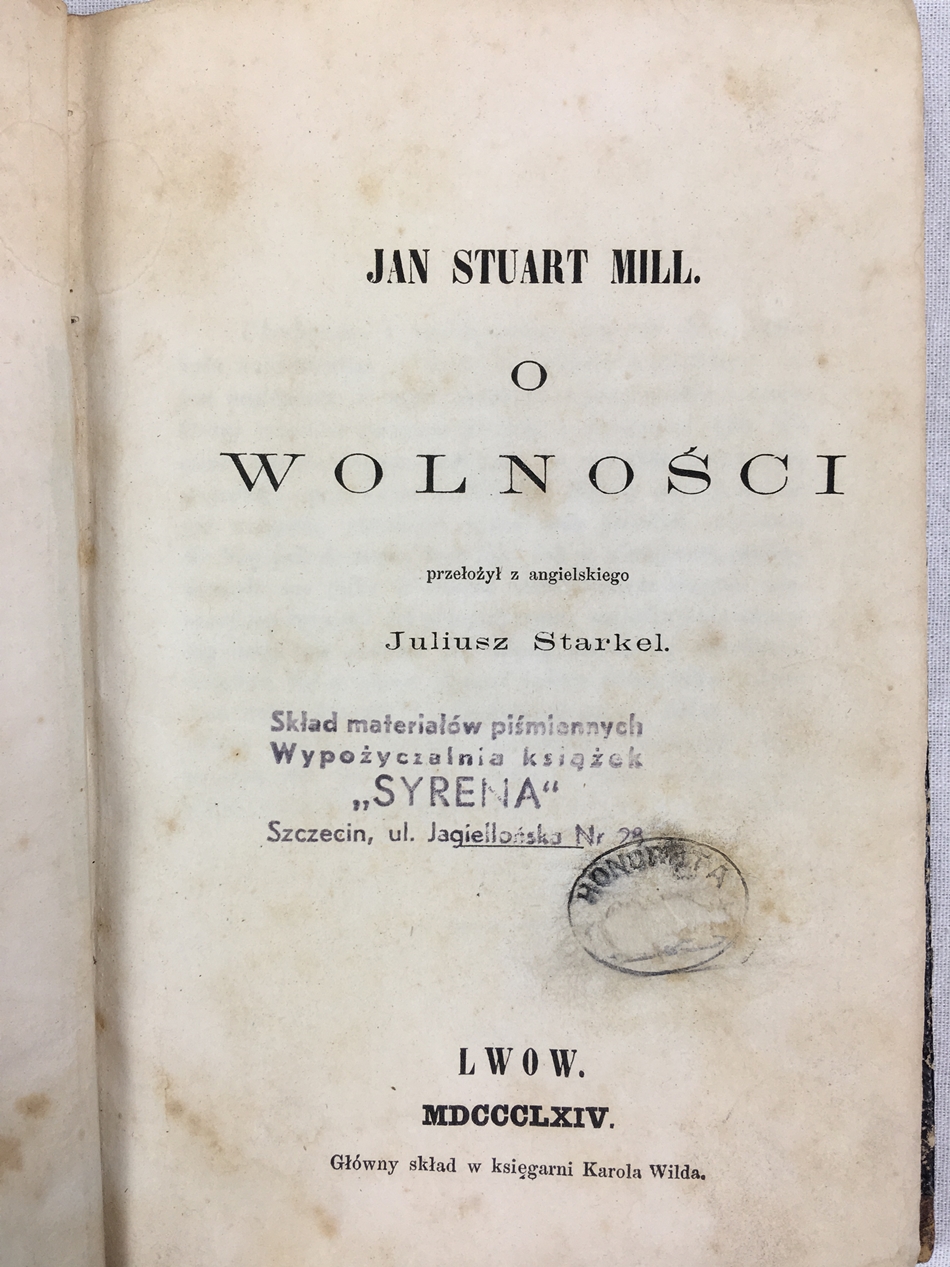 JAN STUART MILL.
O
WOLNOŚCI
przełożył z angielskiego
Juliusz Starkel.
Skład materiałów piśmiennych
Wypożyczalnia książek
„SYRENA“
Szczecin, ul. Jagiellońska Nr 28
LWOW.
MDCCCLXIV.
Główny skład w księgarni Karola Wilda.